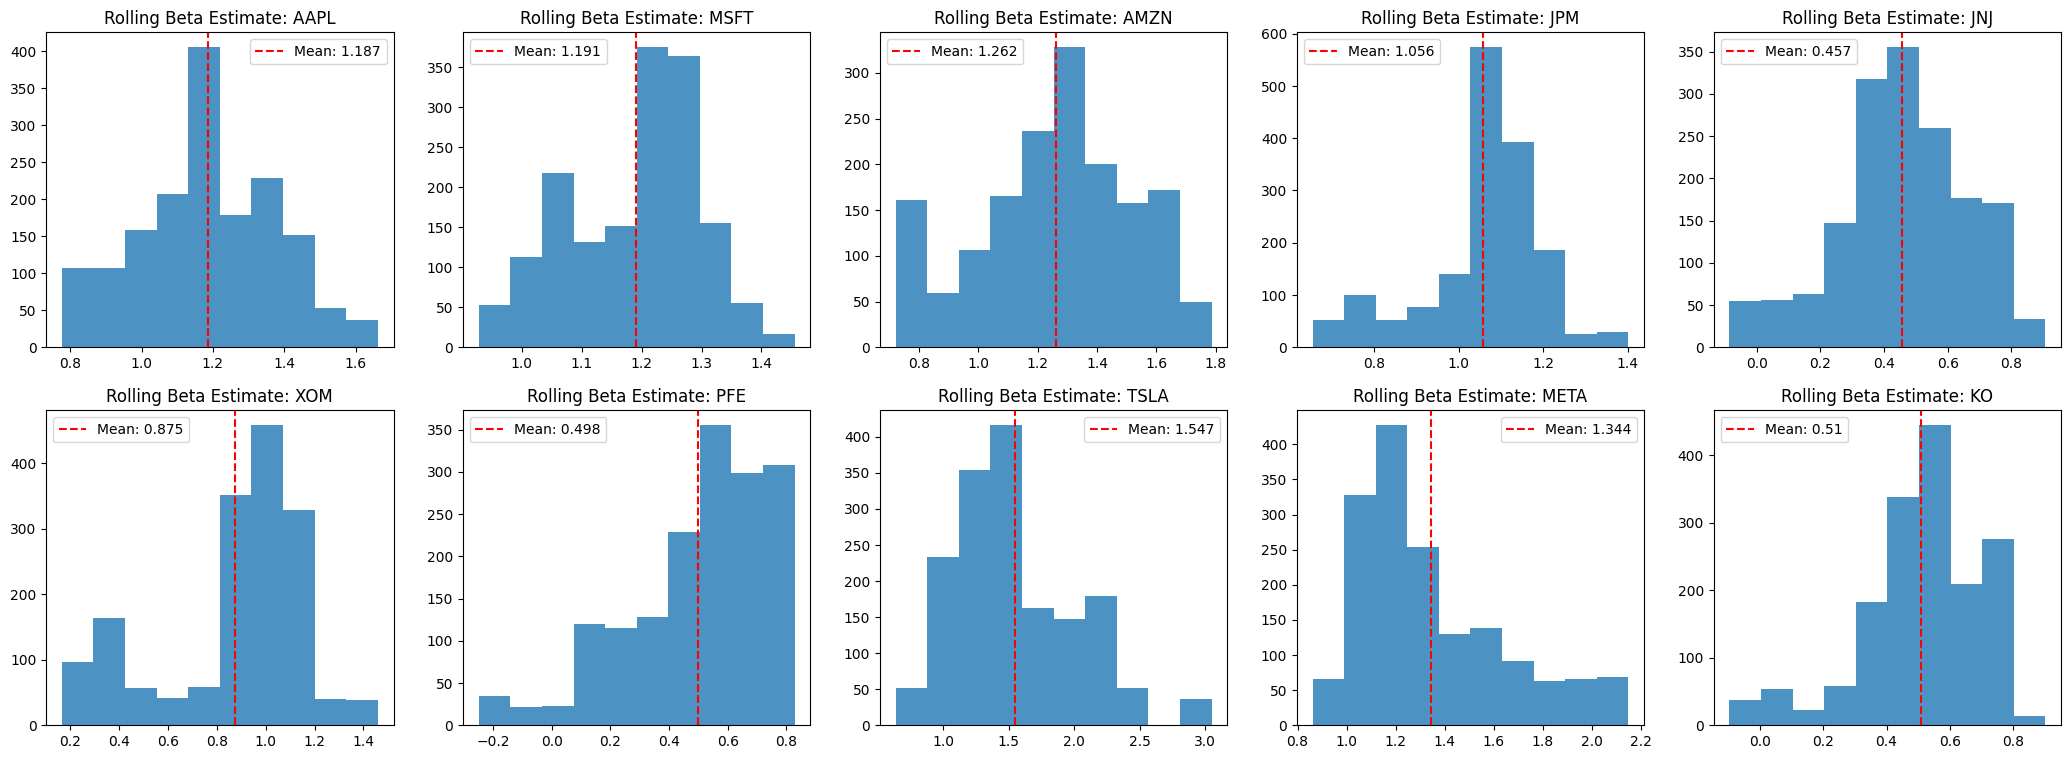 Rolling Beta Estimate: AAPL
Mean: 1.187
400
350
300
250
200
150
100
50
0
0.8 1.0 1.2 1.4 1.6
Rolling Beta Estimate: MSFT
Mean: 1.191
350
300
250
200
150
100
50
0
1.0 1.1 1.2 1.3 1.4
Rolling Beta Estimate: AMZN
Mean: 1.262
300
250
200
150
100
50
0
0.8 1.0 1.2 1.4 1.6 1.8
Rolling Beta Estimate: JPM
Mean: 1.056
600
500
400
300
200
100
0
0.8 1.0 1.2 1.4
Rolling Beta Estimate: JNJ
Mean: 0.457
350
300
250
200
150
100
50
0
0.0 0.2 0.4 0.6 0.8
Rolling Beta Estimate: XOM
Mean: 0.875
400
300
200
100
0
0.2 0.4 0.6 0.8 1.0 1.2 1.4
Rolling Beta Estimate: PFE
Mean: 0.498
350
300
250
200
150
100
50
0
−0.2 0.0 0.2 0.4 0.6 0.8
Rolling Beta Estimate: TSLA
Mean: 1.547
400
350
300
250
200
150
100
50
0
1.0 1.5 2.0 2.5 3.0
Rolling Beta Estimate: META
Mean: 1.344
400
350
300
250
200
150
100
50
0
0.8 1.0 1.2 1.4 1.6 1.8 2.0 2.2
Rolling Beta Estimate: KO
Mean: 0.51
400
300
200
100
0
0.0 0.2 0.4 0.6 0.8